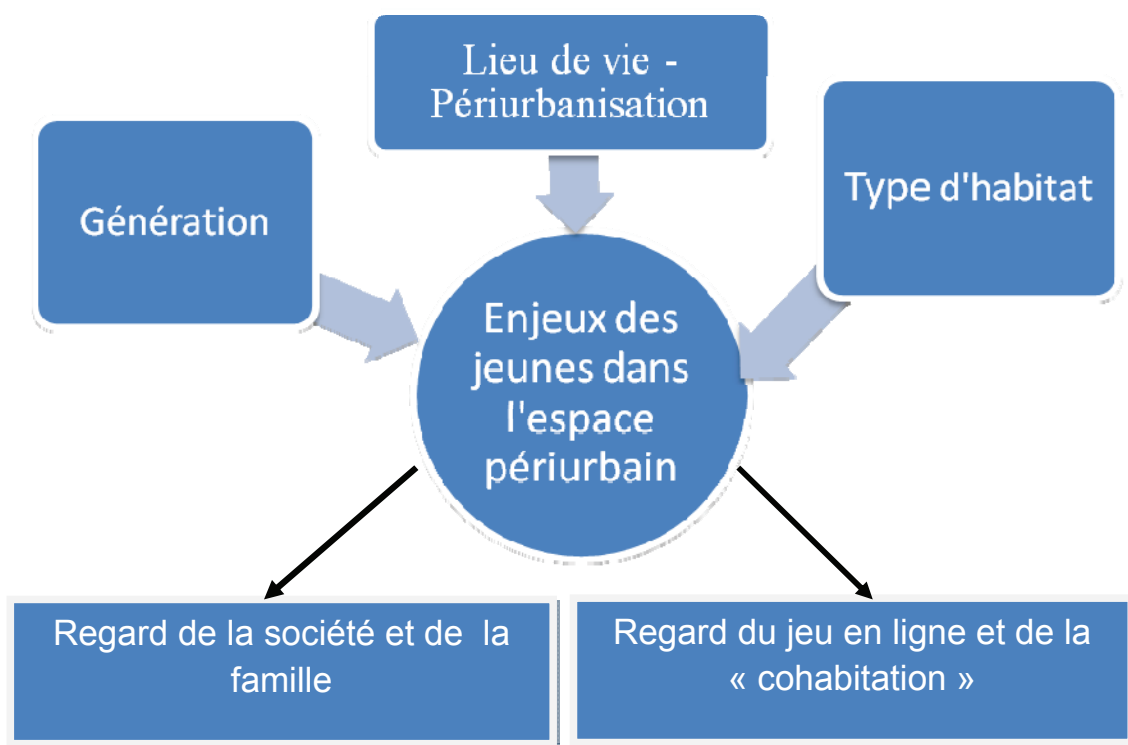 Lieu de vie -
Périurbanisation
Génération
Type d'habitat
Enjeux des
jeunes dans
l'espace
périurbain
Regard de la société et de la
famille
Regard du jeu en ligne et de la
« cohabitation »